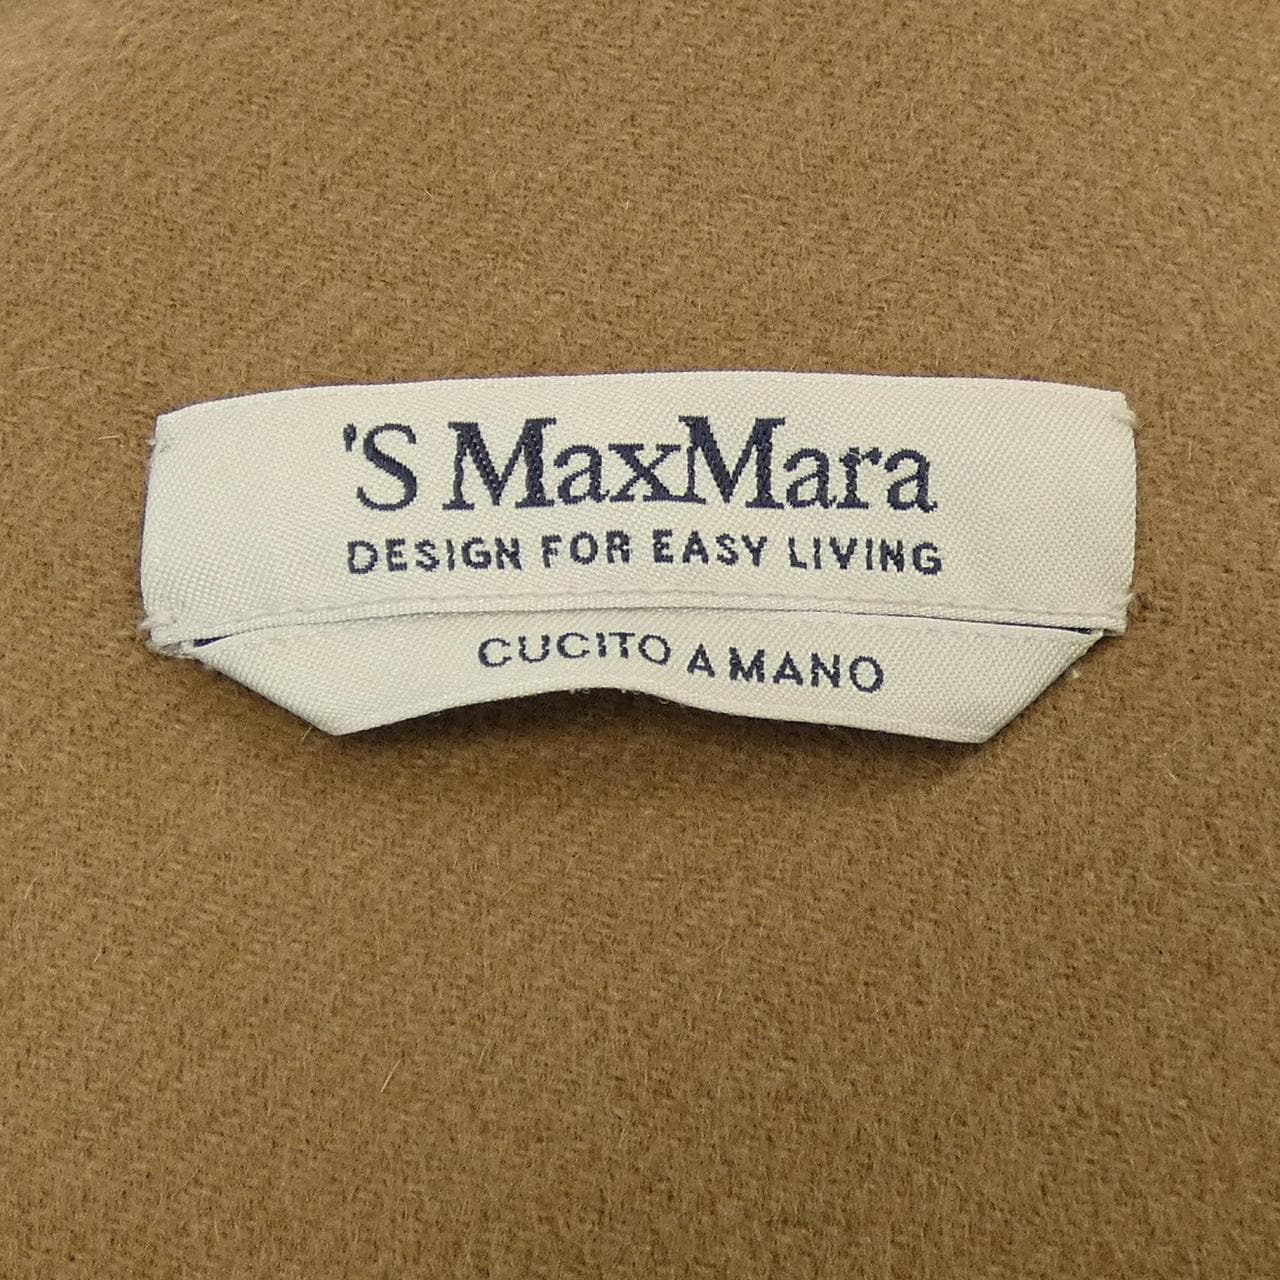 'S MaxMara
DESIGN FOR EASY LIVING
CUCITO A MANO